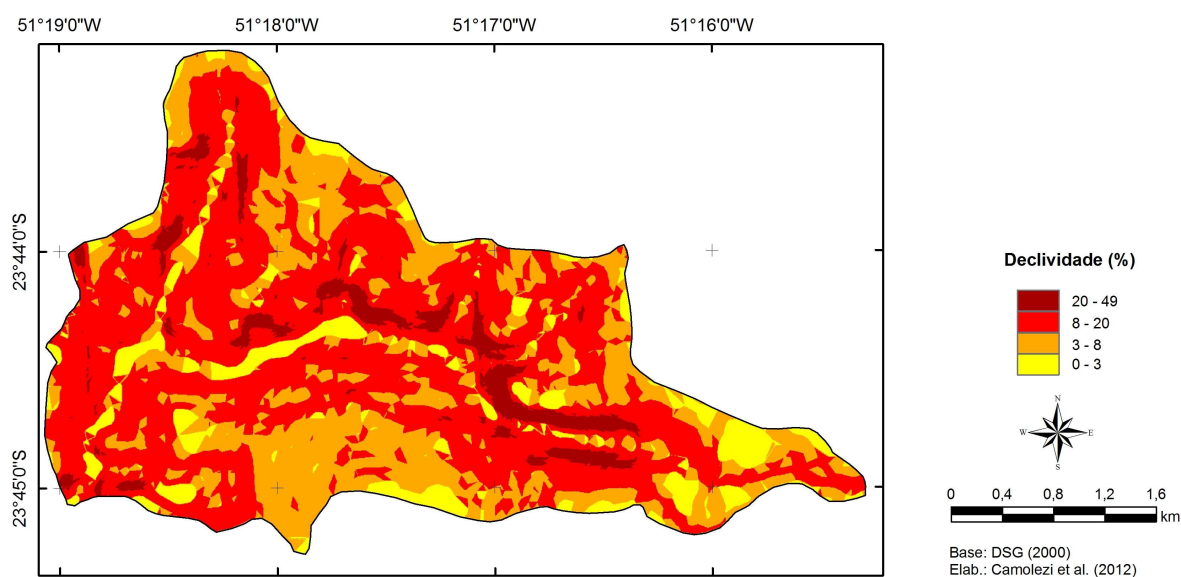 51°19'0"W 51°18'0"W 51°17'0"W 51°16'0"W
23°44'0"S
23°45'0"S
Declividade (%)
20 - 49
8 - 20
3 - 8
0 - 3
N
W E
S
0 0,4 0,8 1,2 1,6
km
Base: DSG (2000)
Elab.: Camolezi et al. (2012)